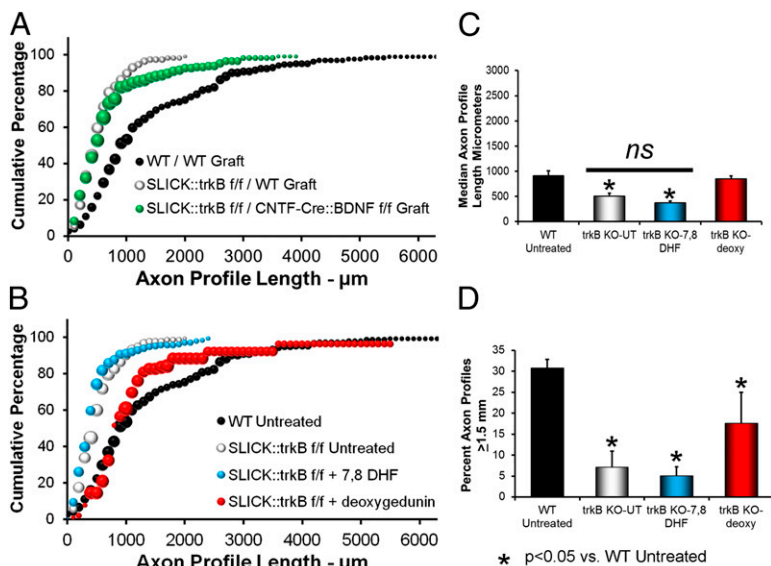 A
Cumulative Percentage
100
80
60
40
20
0
WT / WT Graft
SLICK::trkB f/f / WT Graft
SLICK::trkB f/f / CNTF-Cre::BDNF f/f Graft
0 1000 2000 3000 4000 5000 6000
Axon Profile Length - µm
B
Cumulative Percentage
100
80
60
40
20
0
WT Untreated
SLICK::trkB f/f Untreated
SLICK::trkB f/f + 7,8 DHF
SLICK::trkB f/f + deoxygedunin
0 1000 2000 3000 4000 5000 6000
Axon Profile Length - µm
C
Median Axon Profile
Length Micrometers
3000
2500
2000
1500
1000
500
0
ns
* *
WT
Untreated
trkB KO-UT
trkB KO-7,8
DHF
trkB KO-
deoxy
D
Percent Axon Profiles
≥1.5 mm
35
30
25
20
15
10
5
0
* * *
WT
Untreated
trkB KO-UT
trkB KO-7,8
DHF
trkB KO-
deoxy
* p<0.05 vs. WT Untreated